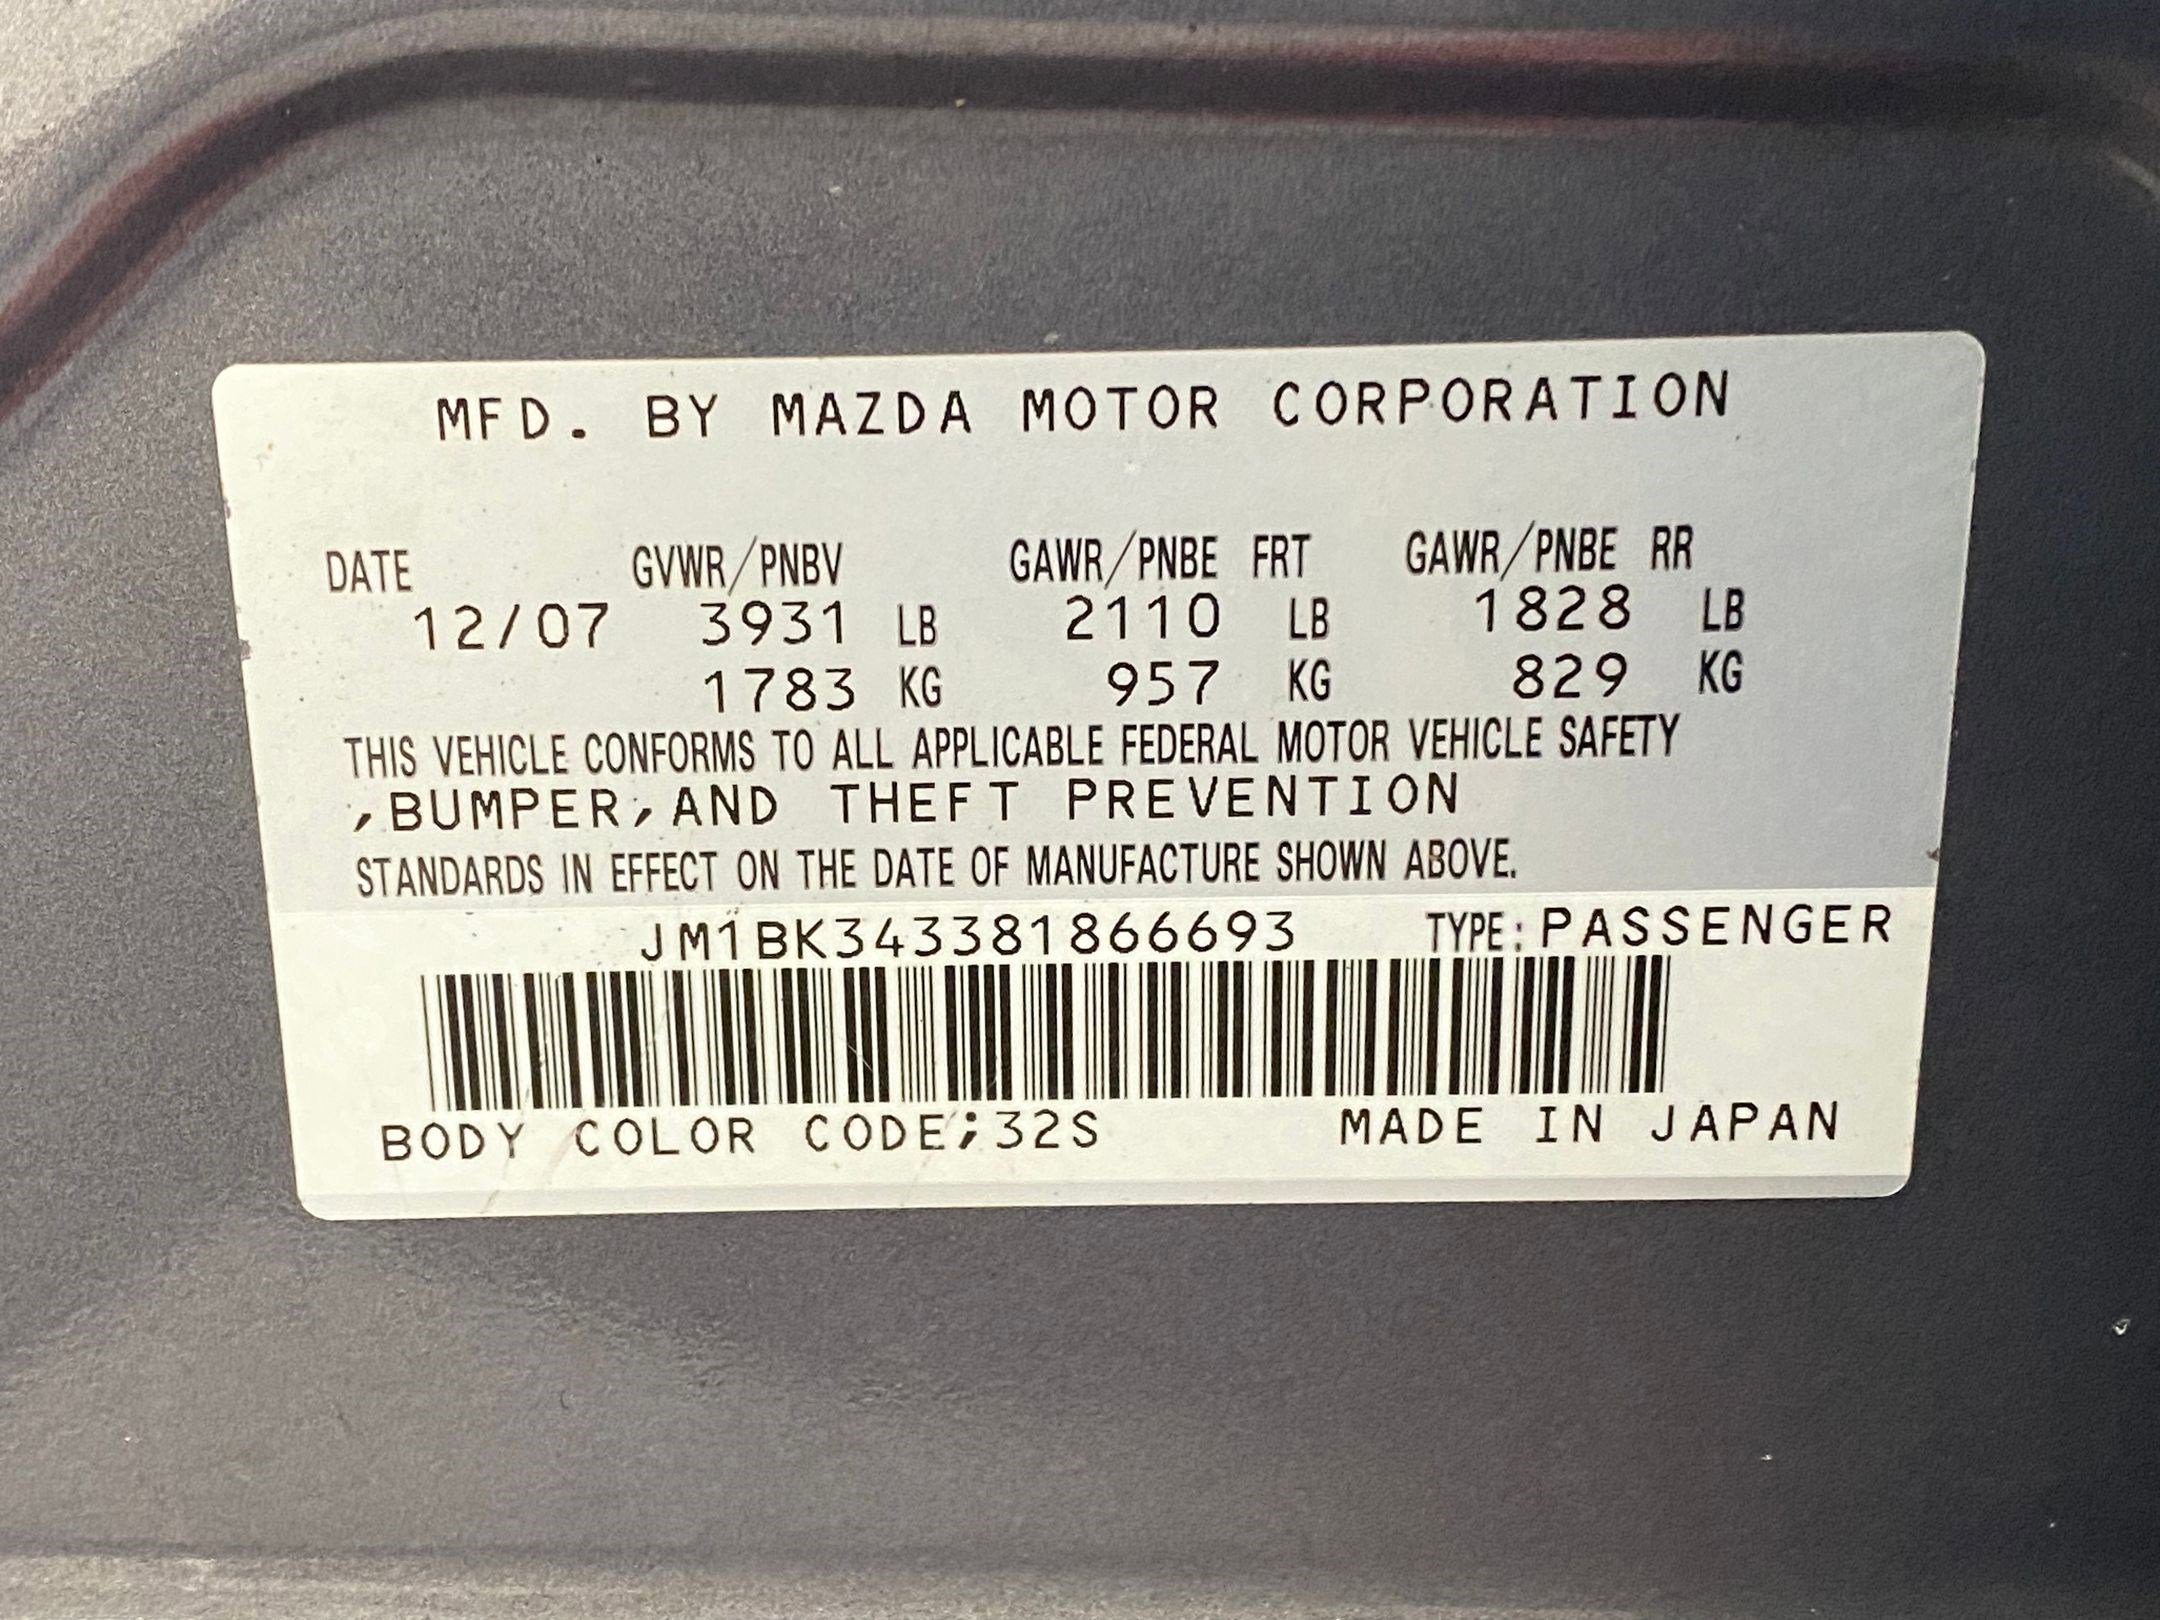 MFD. BY MAZDA MOTOR CORPORATION
DATE GVWR/PNBV GAWR/PNBE FRT GAWR/PNBE RR
12/07 3931 LB 2110 LB 1828 LB
1783 KG 957 KG 829 KG
THIS VEHICLE CONFORMS TO ALL APPLICABLE FEDERAL MOTOR VEHICLE SAFETY
,BUMPER,AND THEFT PREVENTION
STANDARDS IN EFFECT ON THE DATE OF MANUFACTURE SHOWN ABOVE.
JM1BK343381866693 TYPE: PASSENGER
BODY COLOR CODE;32S MADE IN JAPAN